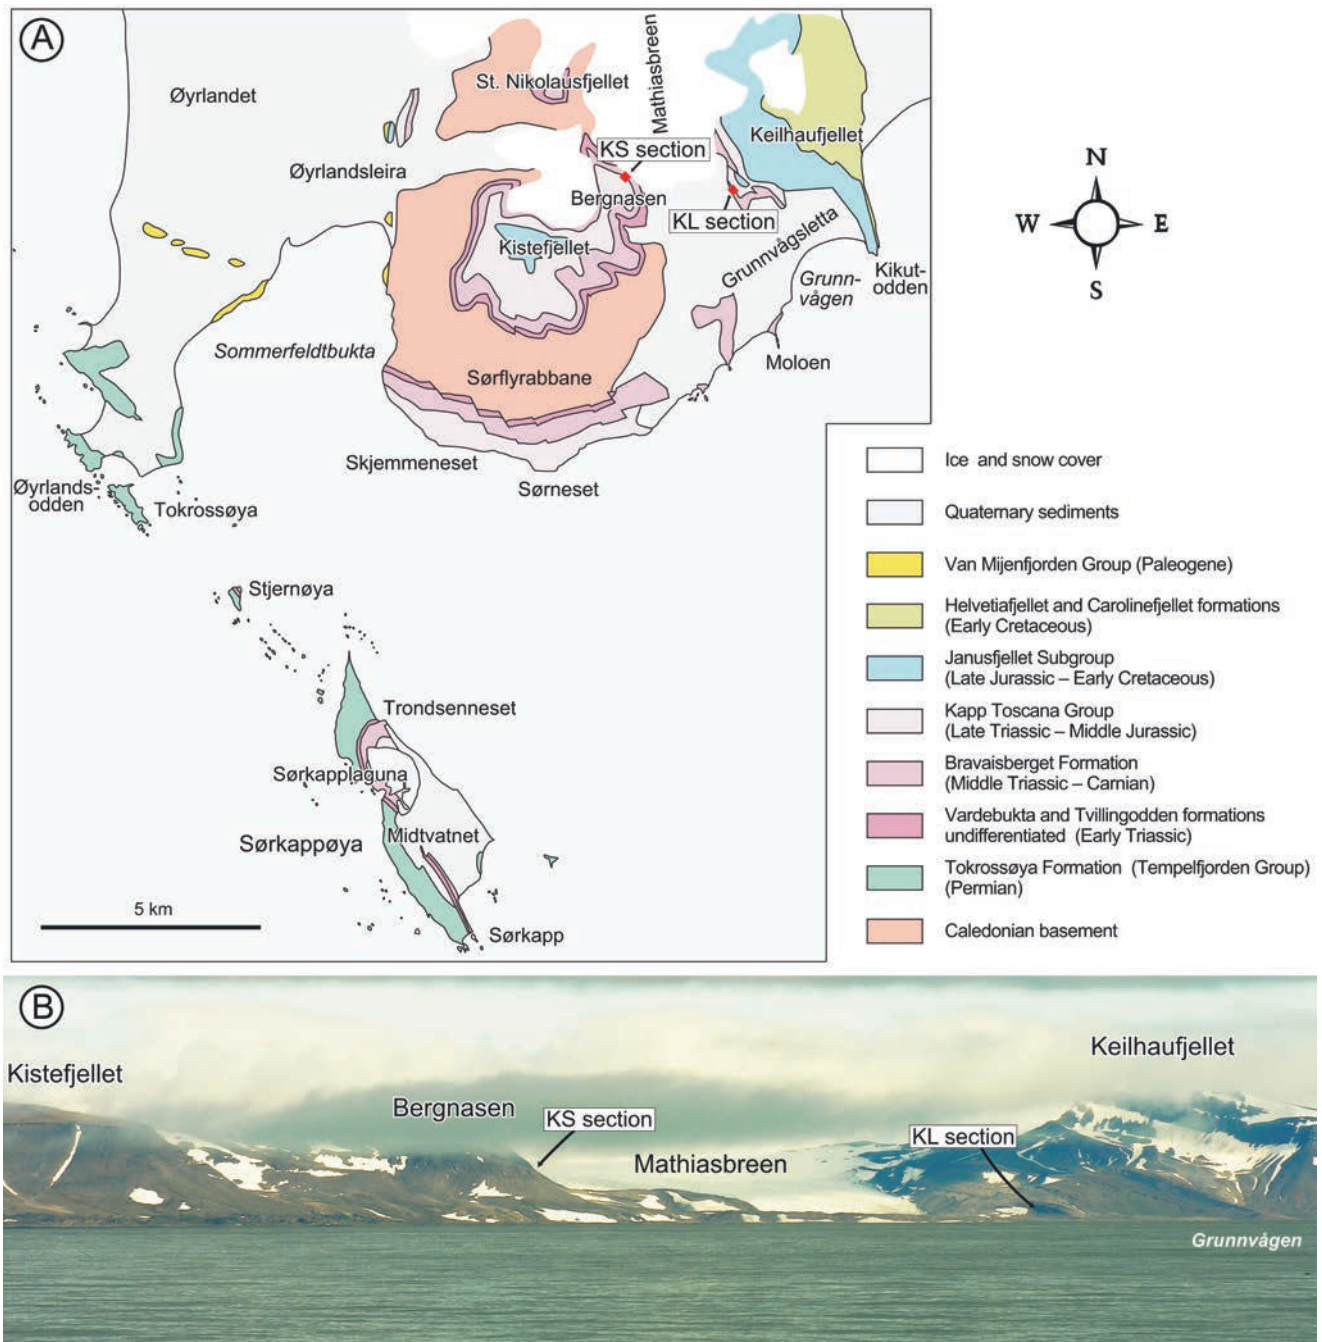 A
Øyrlandet
St. Nikolausfjellet
Mathiasbreen
Keilhaufjellet
KS section
Øyrlandsleira
Bergnasen
KL section
Kistefjellet
Grunnvågsletta
Grunn-
vågen
Kikut-
odden
Sommerfeldtbukta
Moloen
Sørflyrabbane
Skjemmeneset
Sørneset
Øyrlands-
odden
Tokrossøya
Stjernøya
Trondsenneset
Sørkapplaguna
Midtvatnet
Sørkappøya
5 km
Sørkapp
N
W
E
S
Ice and snow cover
Quaternary sediments
Van Mijenfjorden Group (Paleogene)
Helvetiafjellet and Carolinefjellet formations
(Early Cretaceous)
Janusfjellet Subgroup
(Late Jurassic – Early Cretaceous)
Kapp Toscana Group
(Late Triassic – Middle Jurassic)
Bravaisberget Formation
(Middle Triassic – Carnian)
Vardebukta and Tvillingodden formations
undifferentiated (Early Triassic)
Tokrossøya Formation (Tempelfjorden Group)
(Permian)
Caledonian basement
B
Kistefjellet
Keilhaufjellet
Bergnasen
KS section
KL section
Mathiasbreen
Grunnvågen